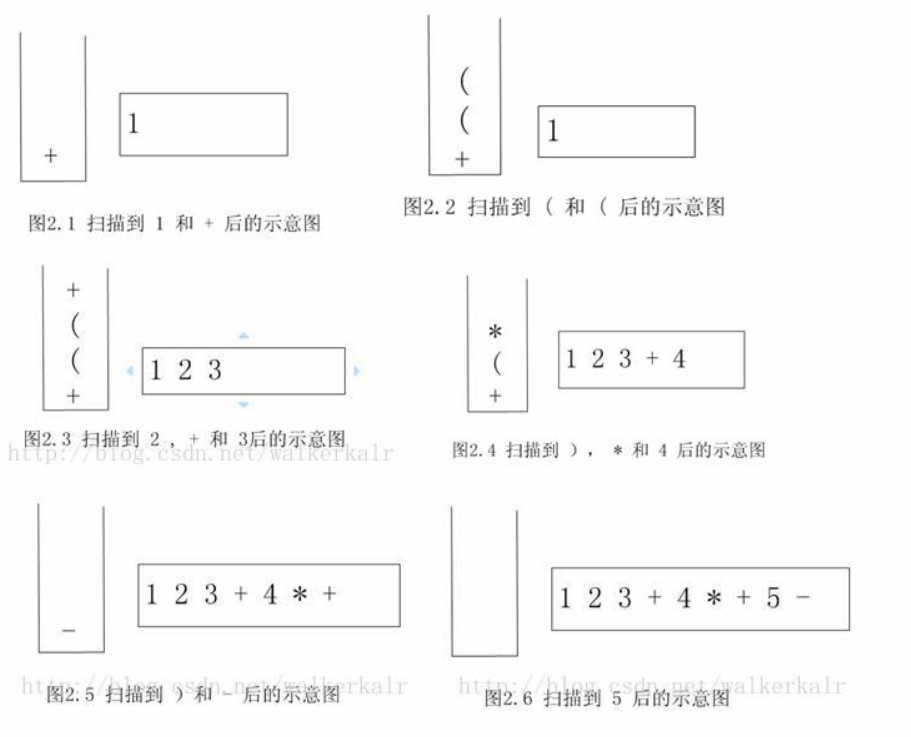 1
+
图2.1 扫描到 1 和 + 后的示意图
(
(
+
1
图2.2 扫描到 ( 和 ( 后的示意图
+
(
(
+
1 2 3
图2.3 扫描到 2 , + 和 3后的示意图
http://blog.csdn.net/walkerkalr
*
(
+
1 2 3 + 4
图2.4 扫描到 ), * 和 4 后的示意图
-
1 2 3 + 4 * +
图2.5 扫描到 ) 和 - 后的示意图
http://blog.csdn.net/walkerkalr
1 2 3 + 4 * + 5 -
图2.6 扫描到 5 后的示意图
http://blog.csdn.net/walkerkalr